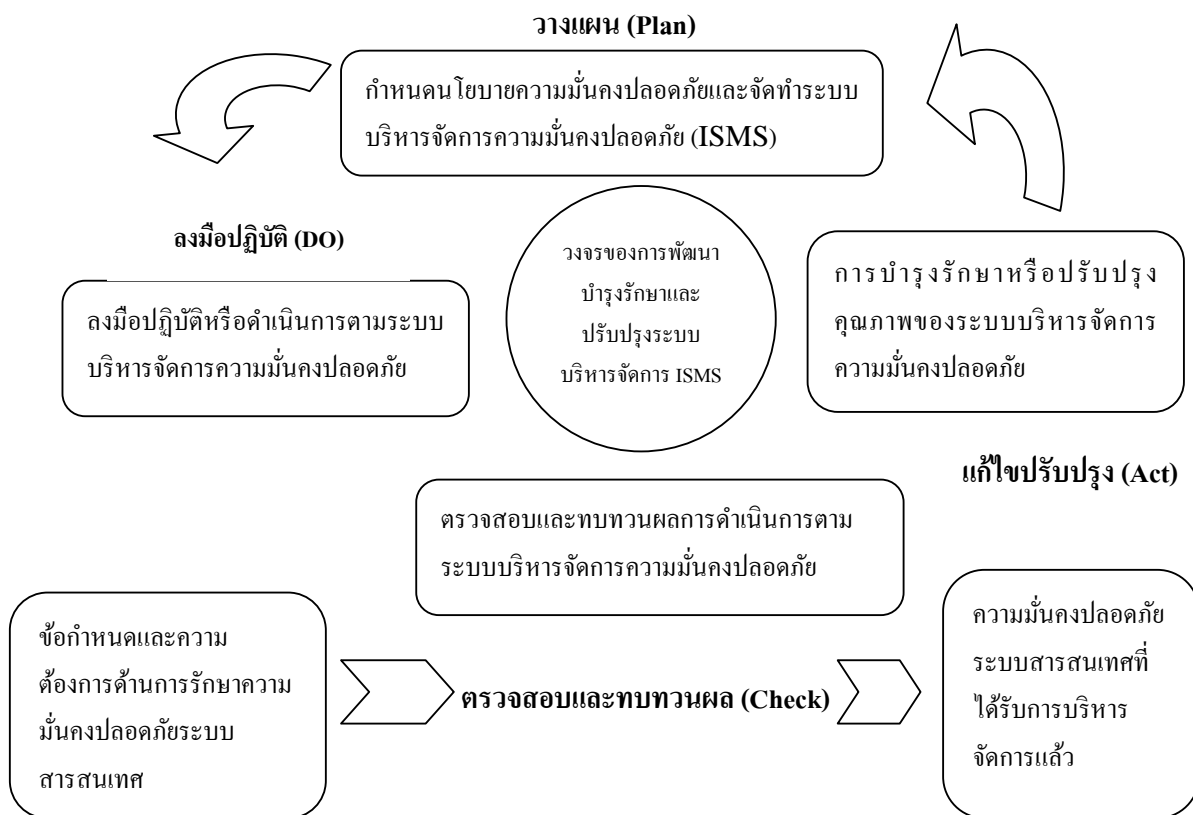 วางแผน (Plan)
กำหนดนโยบายความมั่นคงปลอดภัยและจัดทำระบบ
บริหารจัดการความมั่นคงปลอดภัย (ISMS)
ลงมือปฏิบัติ (DO)
ลงมือปฏิบัติหรือดำเนินการตามระบบ
บริหารจัดการความมั่นคงปลอดภัย
วงจรของการพัฒนา
บำรุงรักษาและ
ปรับปรุงระบบ
บริหารจัดการ ISMS
การบำรุงรักษาหรือปรับปรุง
คุณภาพของระบบบริหารจัดการ
ความมั่นคงปลอดภัย
แก้ไขปรับปรุง (Act)
ตรวจสอบและทบทวนผลการดำเนินการตาม
ระบบบริหารจัดการความมั่นคงปลอดภัย
ข้อกำหนดและความ
ต้องการด้านการรักษาความ
มั่นคงปลอดภัยระบบ
สารสนเทศ
ตรวจสอบและทบทวนผล (Check)
ความมั่นคงปลอดภัย
ระบบสารสนเทศที่
ได้รับการบริหาร
จัดการแล้ว